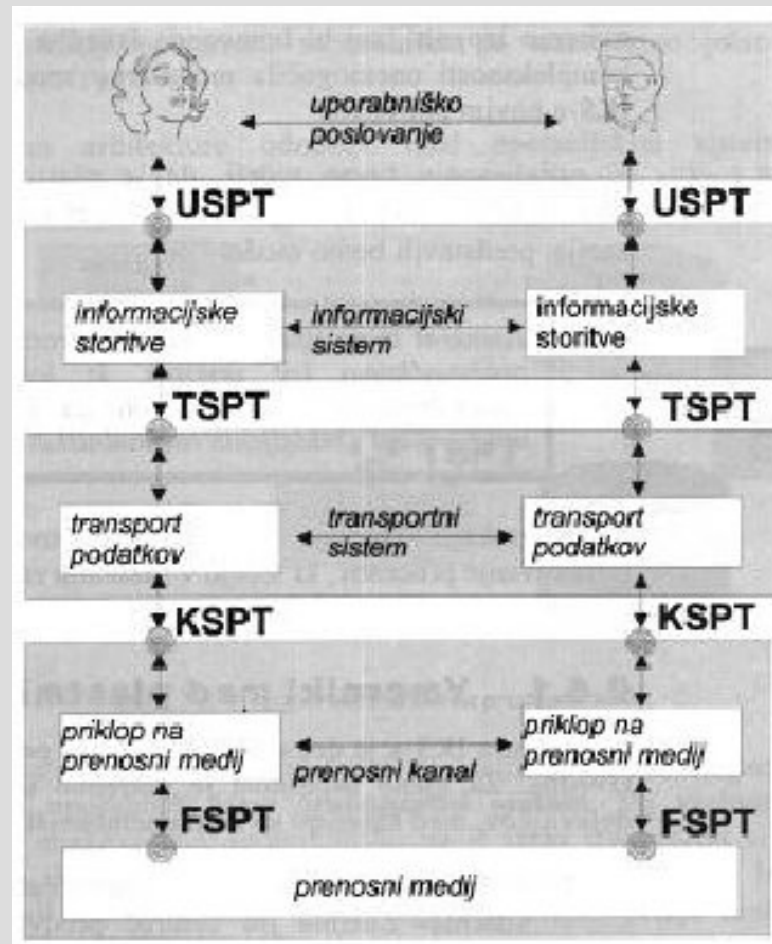 uporabniško
poslovanje
USPT USPT
informacijske
storitve
informacijski
sistem
informacijske
storitve
TSPT TSPT
transport
podatkov
transportni
sistem
transport
podatkov
KSPT KSPT
priklop na
prenosni medij
prenosni kanal
priklop na
prenosni medij
FSPT FSPT
prenosni medij